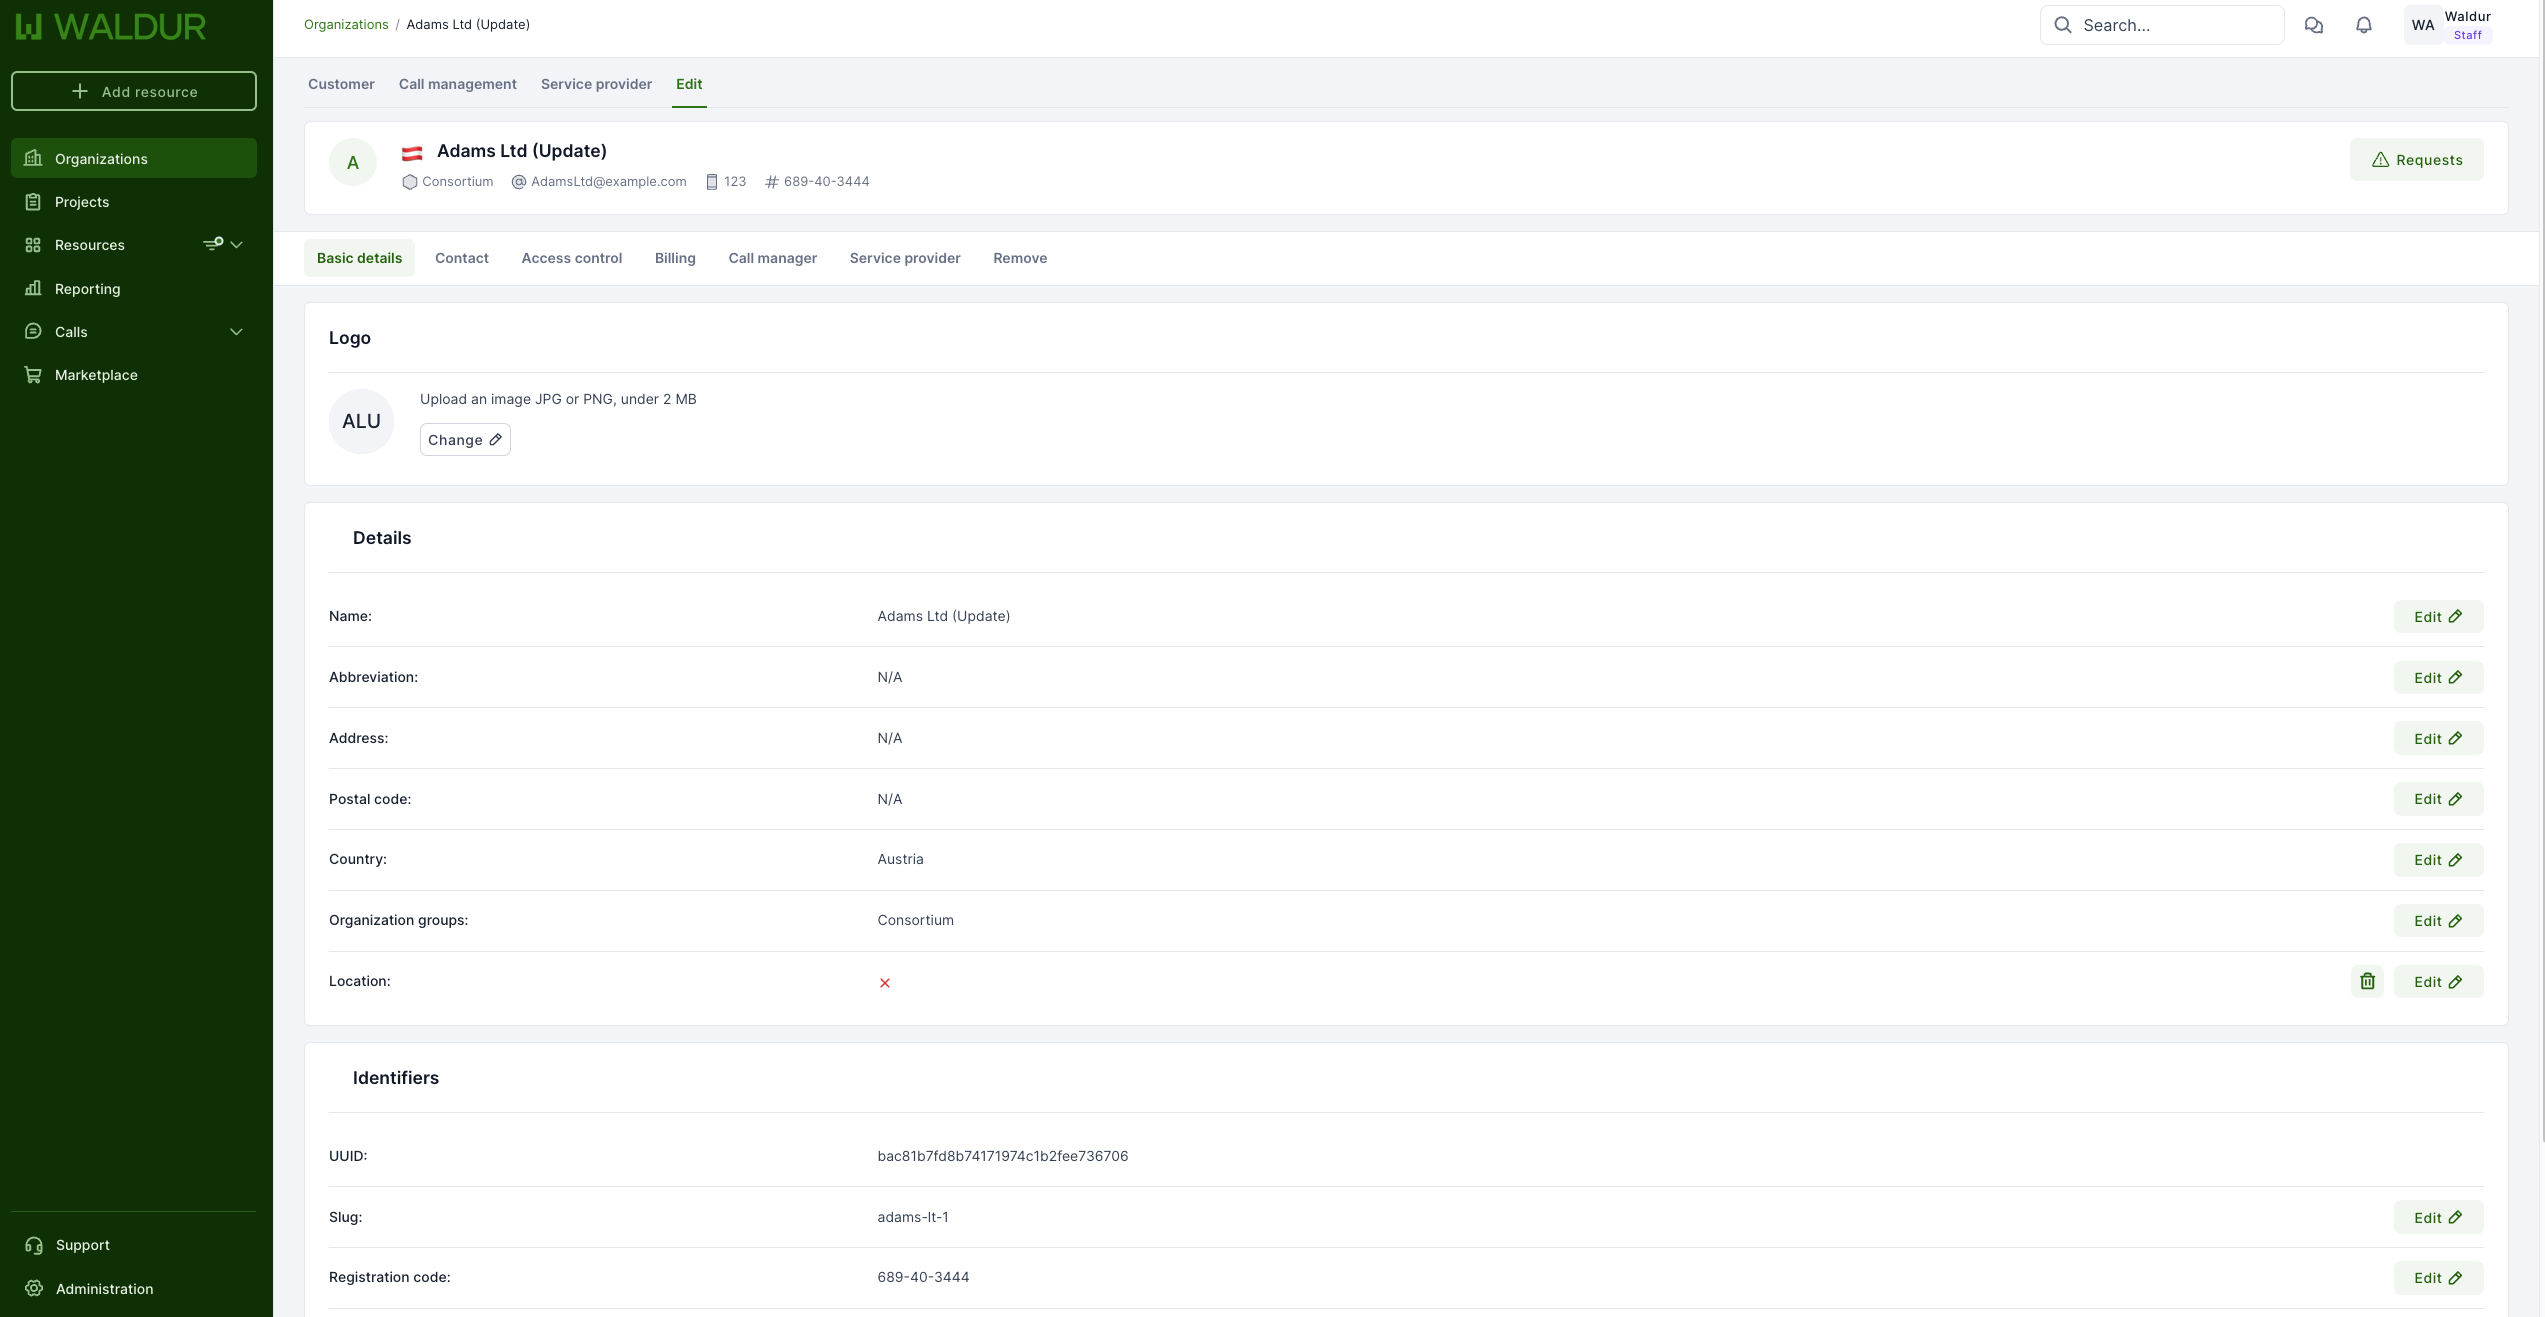 WALDUR
Organizations / Adams Ltd (Update)
Search...
WA
Waldur
Staff
Add resource
Organizations
Projects
Resources
Reporting
Calls
Marketplace
Support
Administration
Customer Call management Service provider Edit
A
Adams Ltd (Update)
Consortium AdamsLtd@example.com 123 689-40-3444
Requests
Basic details Contact Access control Billing Call manager Service provider Remove
Logo
ALU
Upload an image JPG or PNG, under 2 MB
Change
Details
Name: Adams Ltd (Update) Edit
Abbreviation: N/A Edit
Address: N/A Edit
Postal code: N/A Edit
Country: Austria Edit
Organization groups: Consortium Edit
Location: Edit
Identifiers
UUID: bac81b7fd8b74171974c1b2fee736706
Slug: adams-lt-1 Edit
Registration code: 689-40-3444 Edit